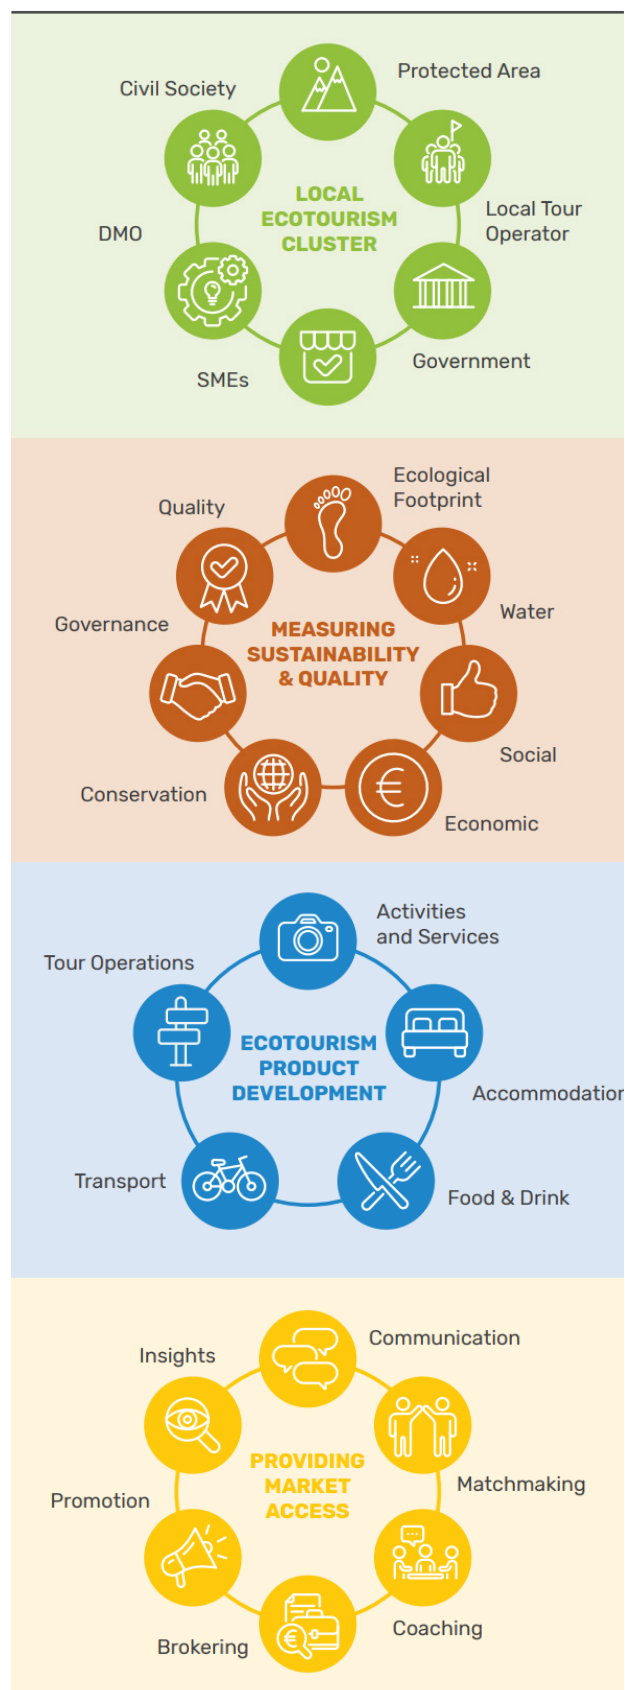 Protected Area
Civil Society
LOCAL
ECOTOURISM
CLUSTER
Local Tour
Operator
DMO
Government
SMEs
Ecological
Footprint
Quality
Water
Governance
MEASURING
SUSTAINABILITY
& QUALITY
Social
Conservation
Economic
Activities
and Services
Tour Operations
ECOTOURISM
PRODUCT
DEVELOPMENT
Accommodation
Transport
Food & Drink
Communication
Insights
PROVIDING
MARKET
ACCESS
Matchmaking
Promotion
Coaching
Brokering